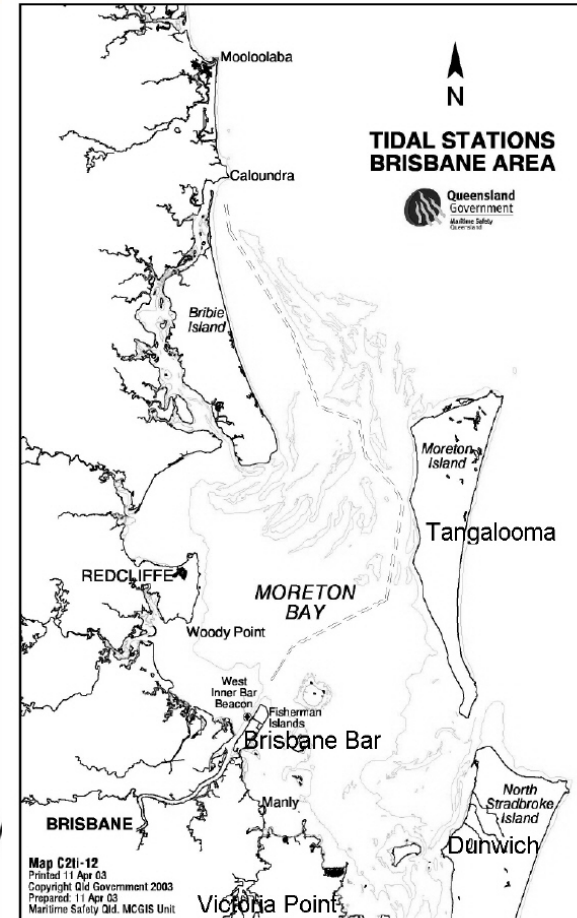 Mooloolaba
N
TIDAL STATIONS
BRISBANE AREA
Caloundra
Queensland
Government
Maritime Safety
Queensland
Bribie
Island
Moreton
Island
Tangalooma
REDCLIFFE
MORETON
BAY
Woody Point
West
Inner Bar
Beacon
Fisherman
Islands
Brisbane Bar
North
Stradbroke
Island
Manly
BRISBANE
Dunwich
Map C2ti-12
Printed 11 Apr 03
Copyright Qld Government 2003
Prepared: 11 Apr 03
Maritime Safety Qld. MCGIS Unit
Victoria Point